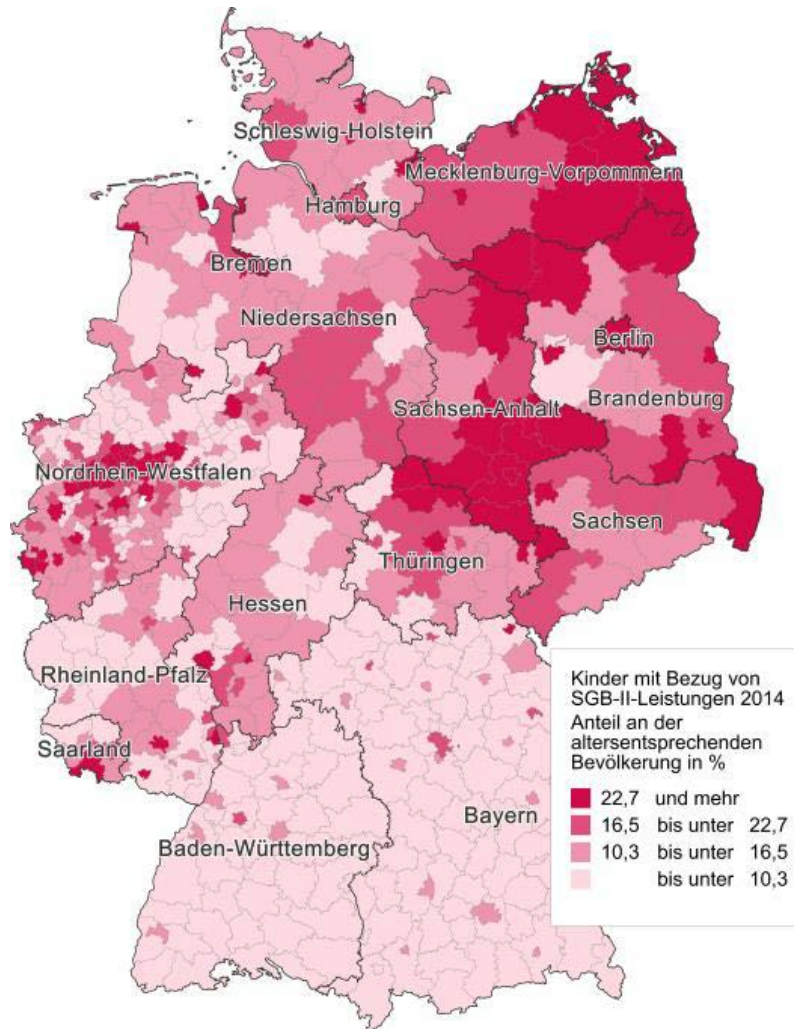 Schleswig-Holstein
Mecklenburg-Vorpommern
Hamburg
Bremen
Niedersachsen
Berlin
Brandenburg
Sachsen-Anhalt
Nordrhein-Westfalen
Sachsen
Thüringen
Hessen
Rheinland-Pfalz
Saarland
Bayern
Baden-Württemberg
Kinder mit Bezug von
SGB-II-Leistungen 2014
Anteil an der
altersentsprechenden
Bevölkerung in %
22,7 und mehr
16,5 bis unter 22,7
10,3 bis unter 16,5
bis unter 10,3